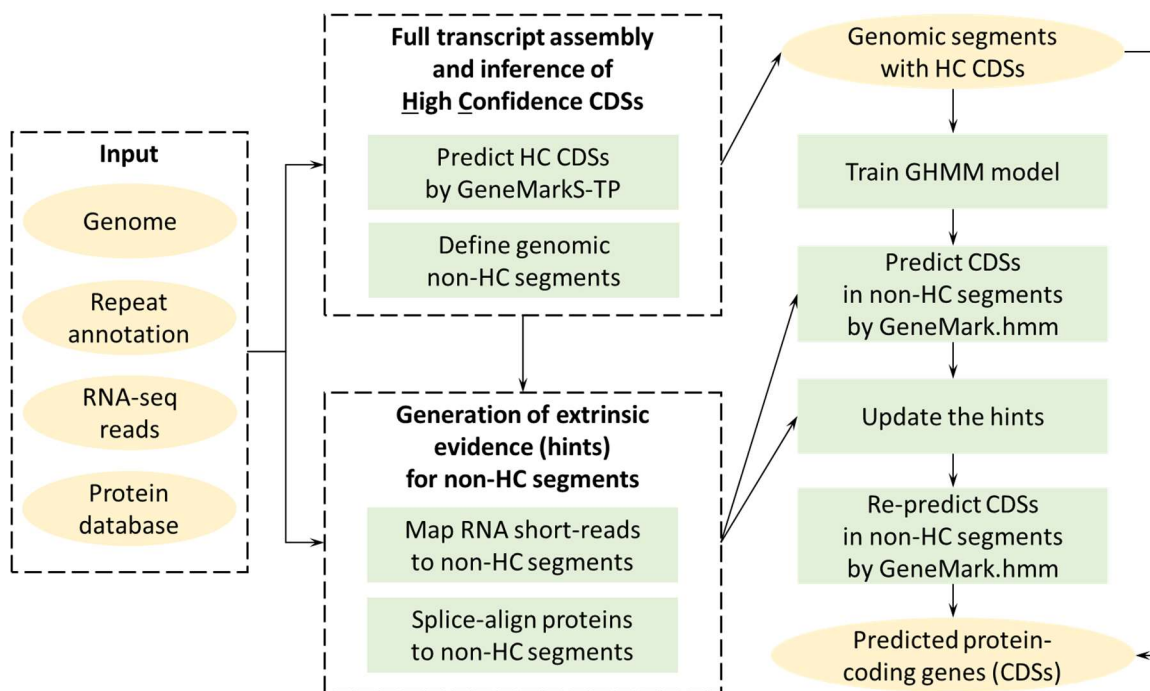 Input
Genome
Repeat
annotation
RNA-seq
reads
Protein
database
Full transcript assembly
and inference of
High Confidence CDSs
Predict HC CDSs
by GeneMarkS-TP
Define genomic
non-HC segments
Generation of extrinsic
evidence (hints)
for non-HC segments
Map RNA short-reads
to non-HC segments
Splice-align proteins
to non-HC segments
Genomic segments
with HC CDSs
Train GHMM model
Predict CDSs
in non-HC segments
by GeneMark.hmm
Update the hints
Re-predict CDSs
in non-HC segments
by GeneMark.hmm
Predicted protein-
coding genes (CDSs)